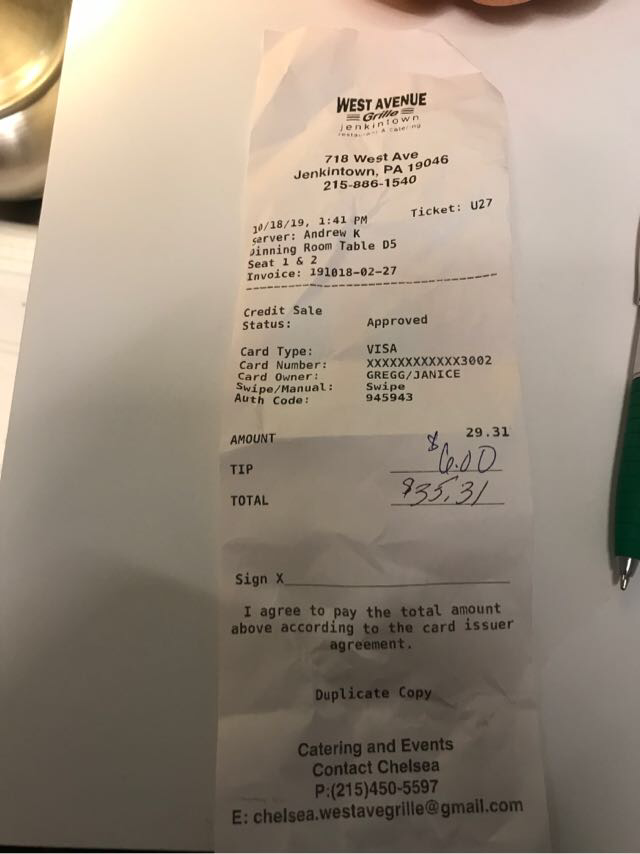 WEST AVENUE
Grille
jenkintown
restaurant & catering
718 West Ave
Jenkintown, PA 19046
215-886-1540
Ticket: U27
10/18/19, 1:41 PM
Server: Andrew K
Dinning Room Table D5
Seat 1 & 2
Invoice: 191018-02-27
Credit Sale
Status: Approved
Card Type: VISA
Card Number: XXXXXXXXXXXX3002
Card Owner: GREGG/JANICE
Swipe/Manual: Swipe
Auth Code: 945943
AMOUNT 29.31
TIP $6.00
TOTAL $35.31
Sign X
I agree to pay the total amount
above according to the card issuer
agreement.
Duplicate Copy
Catering and Events
Contact Chelsea
P:(215)450-5597
E: chelsea.westavegrille@gmail.com